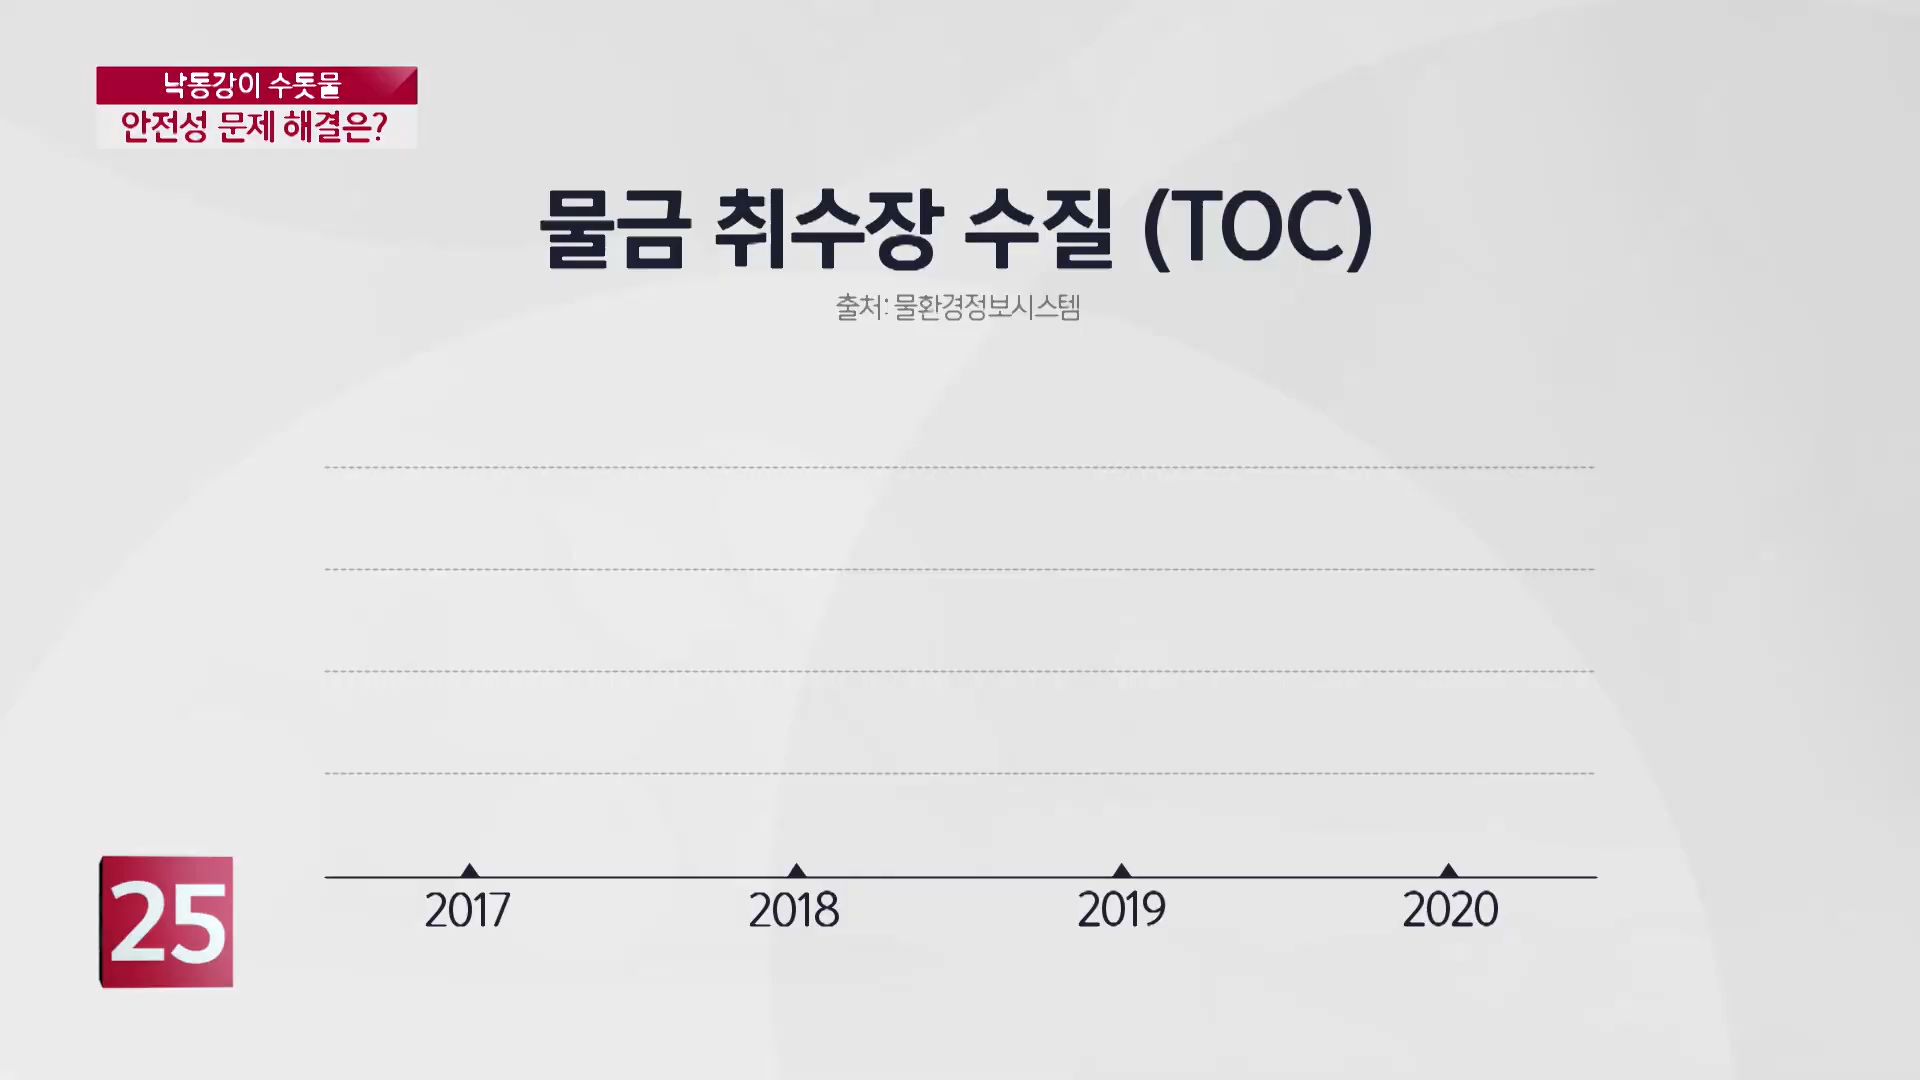 낙동강이 수돗물
안전성 문제 해결은?
물금 취수장 수질 (TOC)
출처: 물환경정보시스템
2017 2018 2019 2020
25